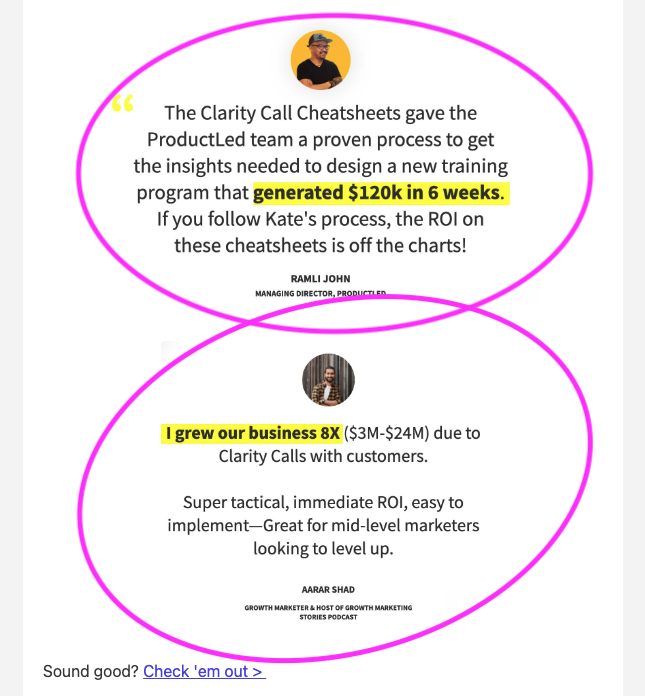 “
The Clarity Call Cheatsheets gave the
ProductLed team a proven process to get
the insights needed to design a new training
program that generated $120k in 6 weeks.
If you follow Kate's process, the ROI on
these cheatsheets is off the charts!
RAMLI JOHN
MANAGING DIRECTOR, PRODUCTLED
I grew our business 8X ($3M-$24M) due to
Clarity Calls with customers.
Super tactical, immediate ROI, easy to
implement—Great for mid-level marketers
looking to level up.
AARAR SHAD
GROWTH MARKETER & HOST OF GROWTH MARKETING
STORIES PODCAST
Sound good? Check 'em out >